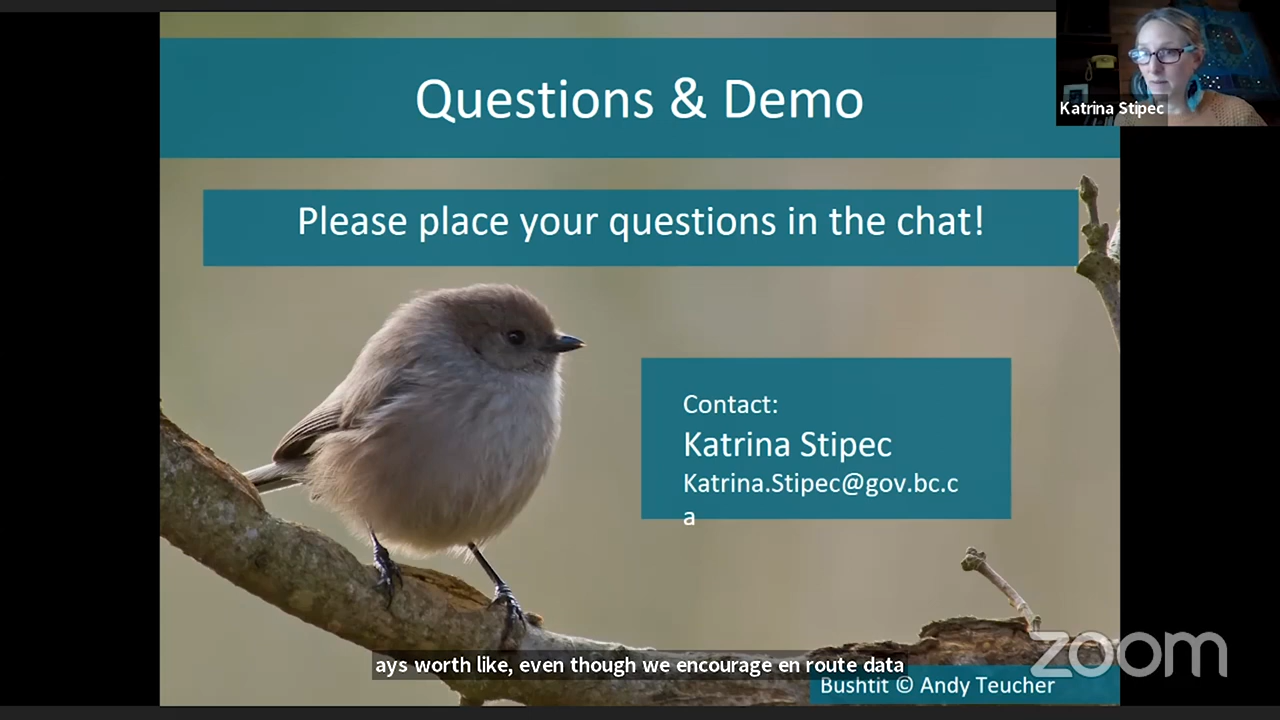 Questions & Demo
Katrina Stipec
Please place your questions in the chat!
Contact:
Katrina Stipec
Katrina.Stipec@gov.bc.c
a
ays worth like, even though we encourage en route data
zoom
Bushtit © Andy Teucher